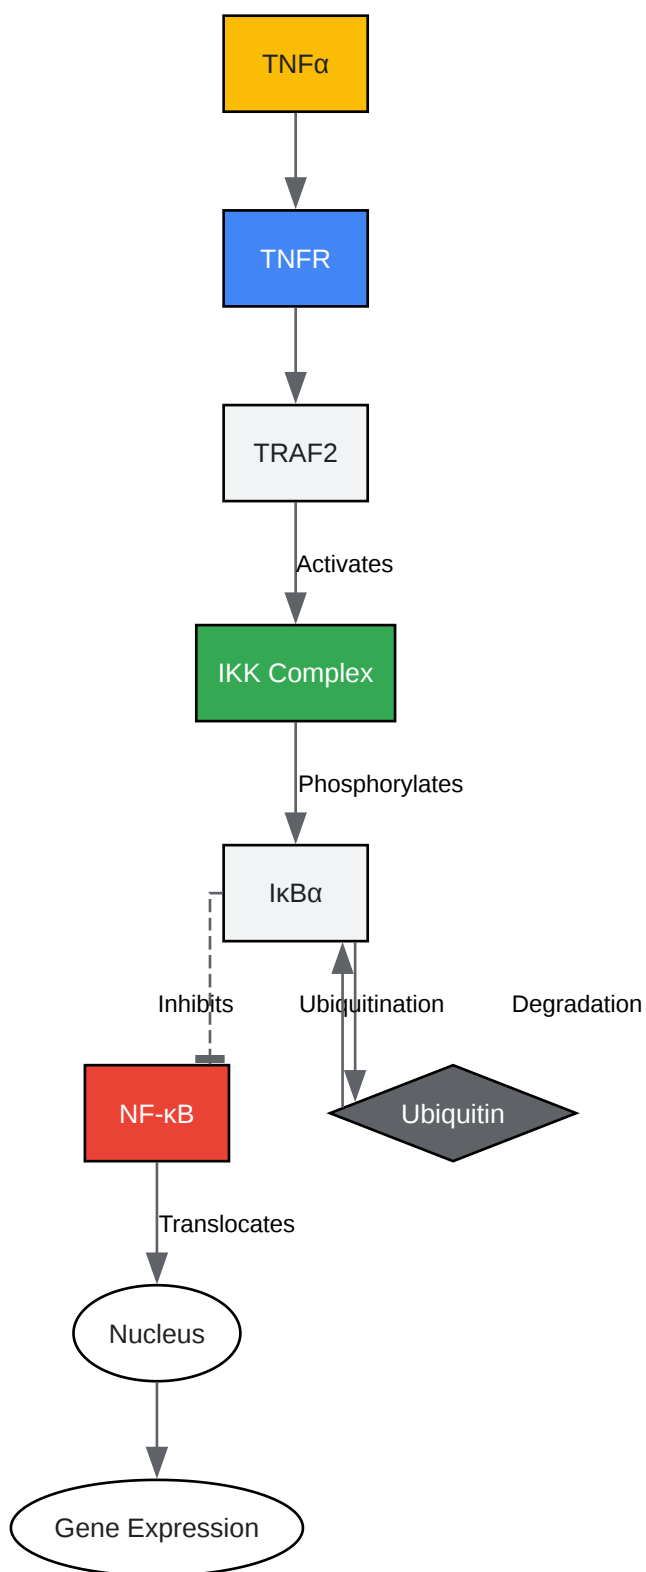 TNFα
TNFR
TRAF2
Activates
IKK Complex
Phosphorylates
IκBα
Inhibits
Ubiquitination
Degradation
NF-κB
Ubiquitin
Translocates
Nucleus
Gene Expression